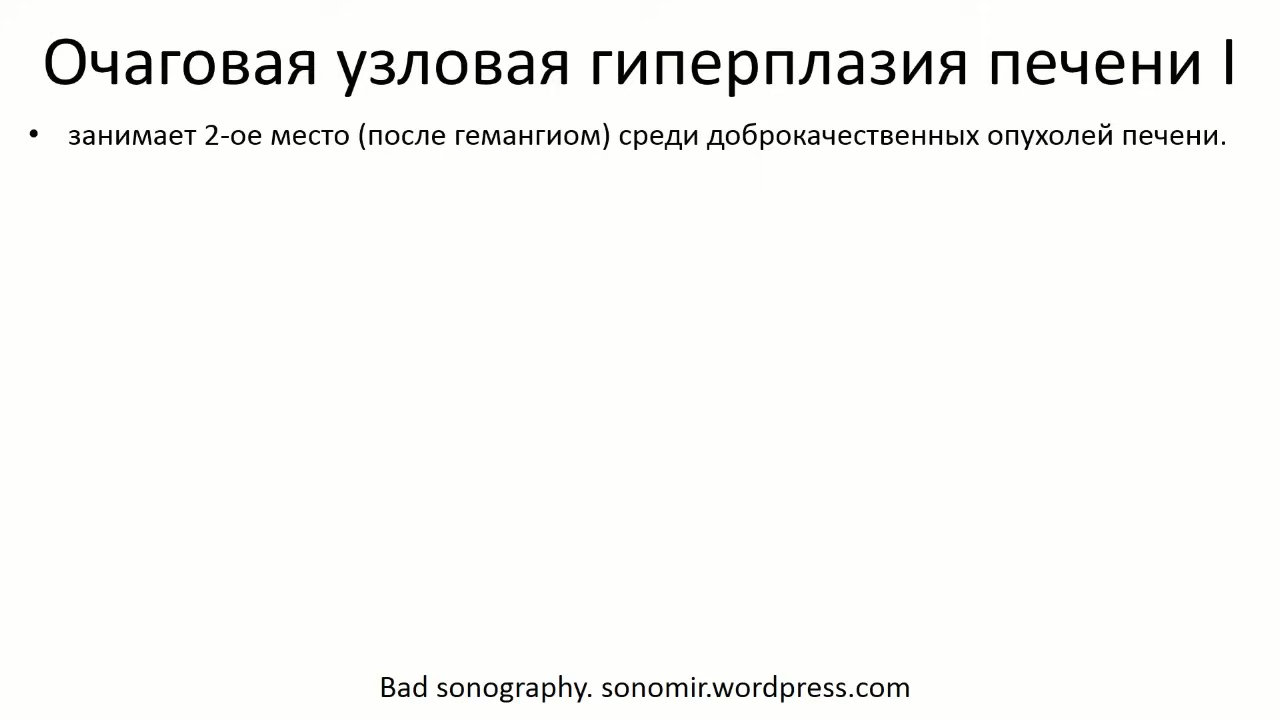 Очаговая узловая гиперплазия печени I
• занимает 2-ое место (после гемангиом) среди доброкачественных опухолей печени.
Bad sonography. sonomir.wordpress.com